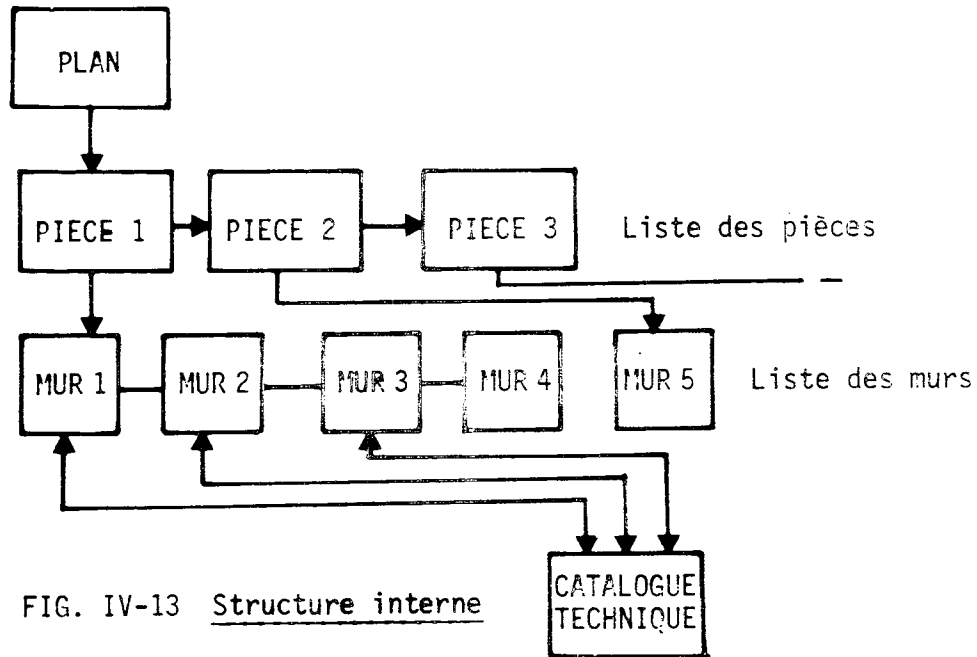 PLAN
PIECE 1
PIECE 2
PIECE 3
Liste des pièces
MUR 1
MUR 2
MUR 3
MUR 4
MUR 5
Liste des murs
CATALOGUE
TECHNIQUE
FIG. IV-13 Structure interne